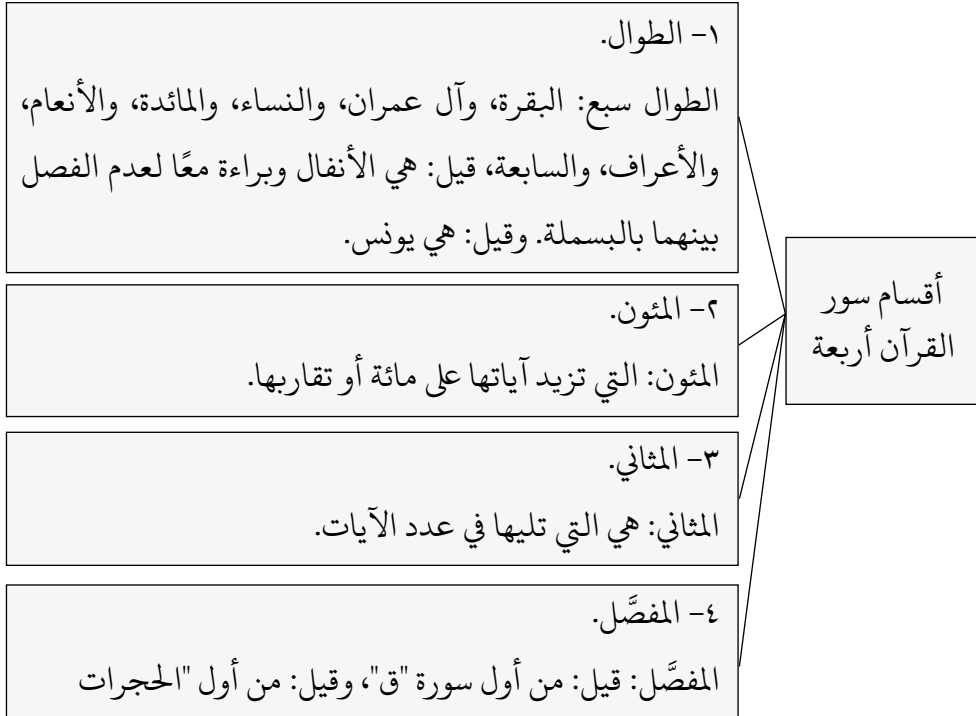 أقسام سور
القرآن أربعة
١- الطوال.
الطوال سبع: البقرة، وآل عمران، والنساء، والمائدة، والأنعام،
والأعراف، والسابعة، قيل: هي الأنفال وبراءة معًا لعدم الفصل
بينهما بالبسملة. وقيل: هي يونس.
٢- المئون.
المئون: التي تزيد آياتها على مائة أو تقاربها.
٣- المثاني.
المثاني: هي التي تليها في عدد الآيات.
٤- المفصَّل.
المفصَّل: قيل: من أول سورة "ق"، وقيل: من أول "الحجرات